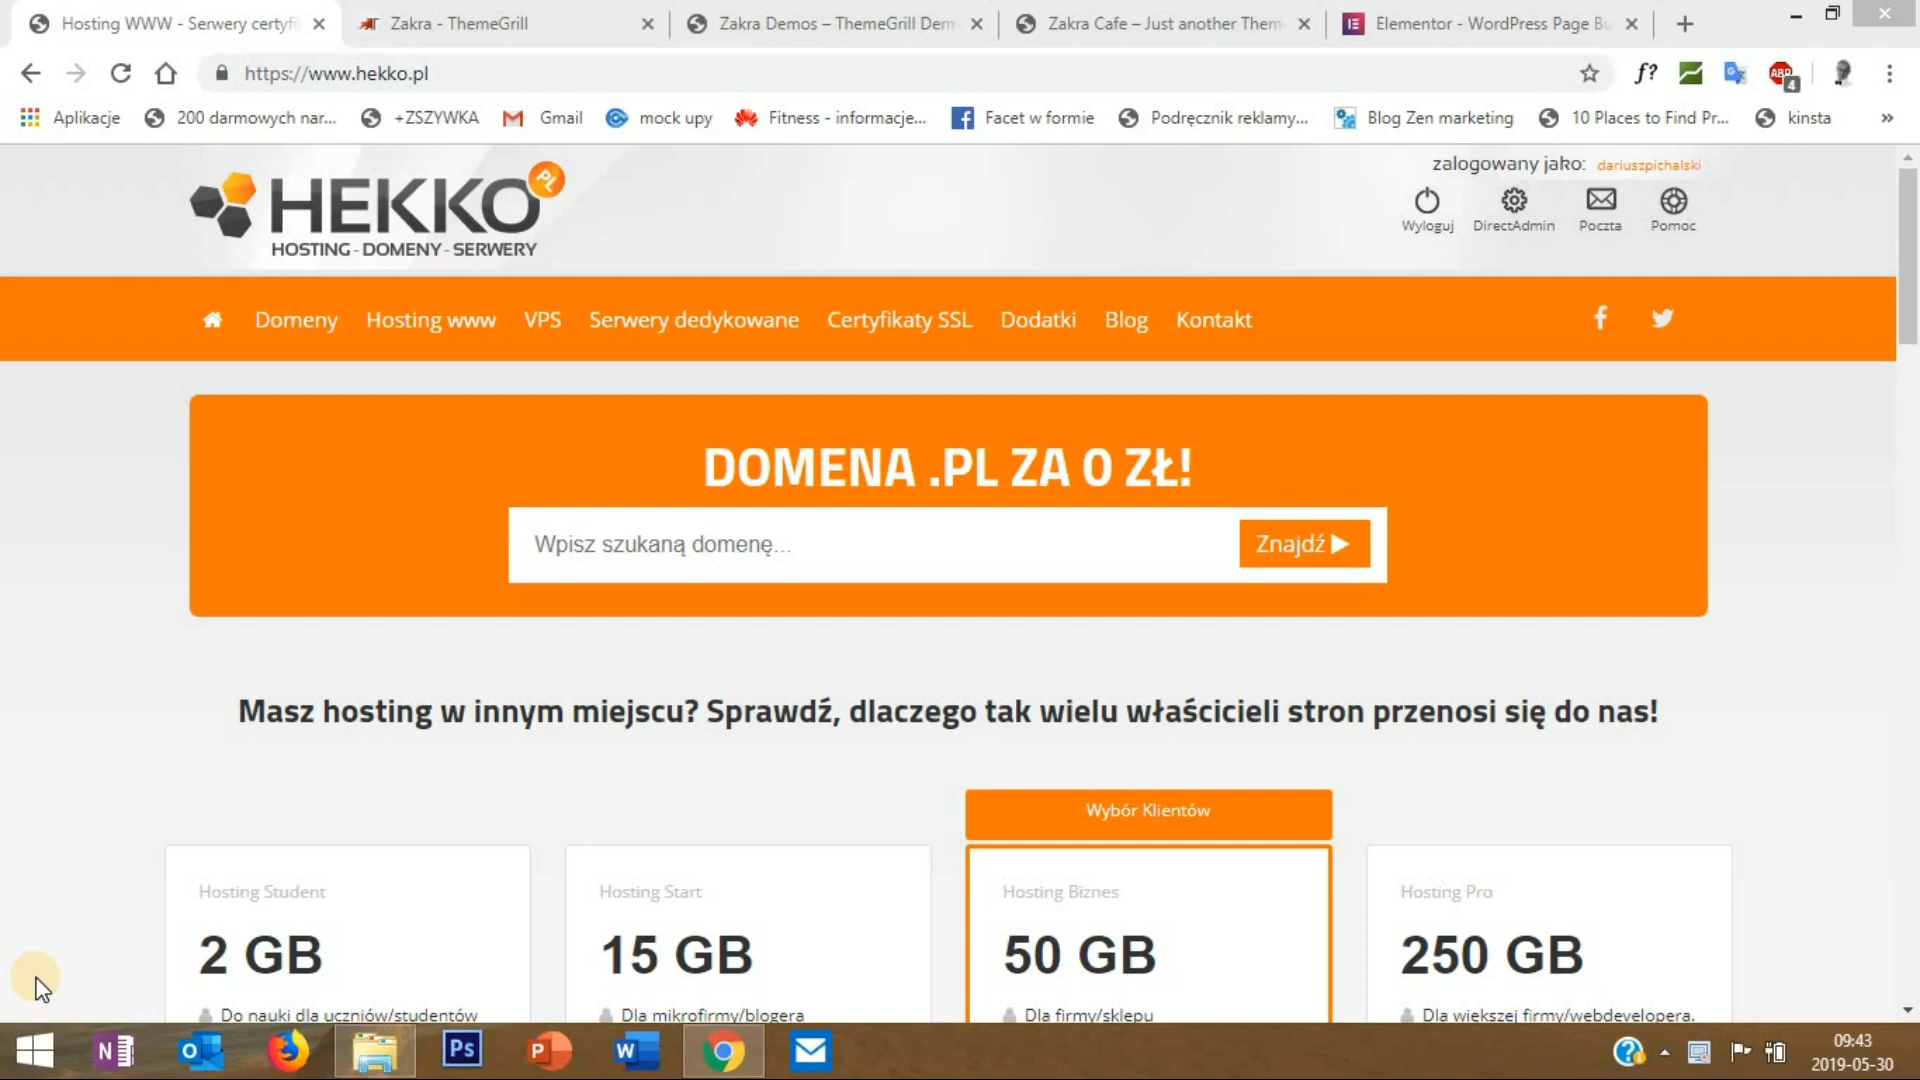 Hosting WWW - Serwery certyfi
Zakra - ThemeGrill
Zakra Demos – ThemeGrill Dem
Zakra Cafe – Just another Them
Elementor - WordPress Page Bu
https://www.hekko.pl
f?
ABP
4
Aplikacje
200 darmowych nar...
+ZSZYWKA
Gmail
mock upy
Fitness - informacje...
Facet w formie
Podręcznik reklamy...
Blog Zen marketing
10 Places to Find Pr...
kinsta
»
HEKKO PL
HOSTING - DOMENY - SERWERY
zalogowany jako: dariuszpichalski
Wyloguj
DirectAdmin
Poczta
Pomoc
Domeny
Hosting www
VPS
Serwery dedykowane
Certyfikaty SSL
Dodatki
Blog
Kontakt
DOMENA .PL ZA 0 ZŁ!
Wpisz szukaną domenę...
Znajdź
Masz hosting w innym miejscu? Sprawdź, dlaczego tak wielu właścicieli stron przenosi się do nas!
Wybór Klientów
Hosting Student
2 GB
Do nauki dla uczniów/studentów
Hosting Start
15 GB
Dla mikrofirmy/blogera
Hosting Biznes
50 GB
Dla firmy/sklepu
Hosting Pro
250 GB
Dla większej firmy/webdevelopera.
Ps
09:43
2019-05-30